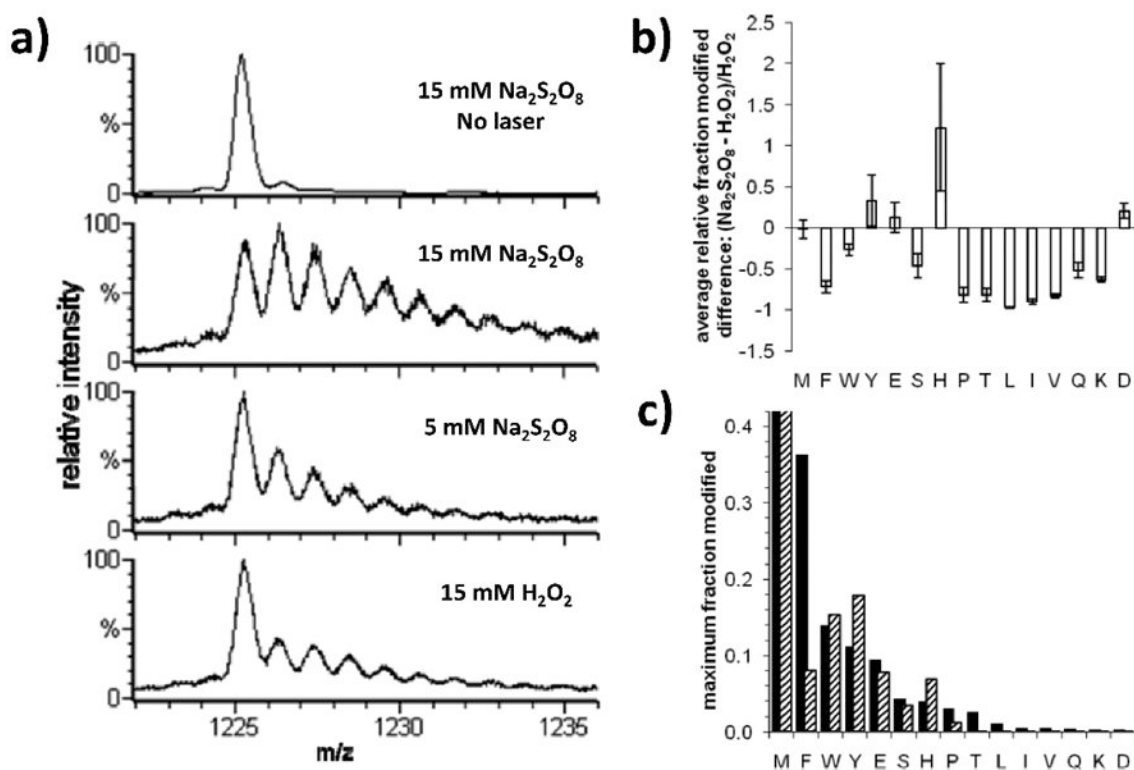 a)
100
%
0
15 mM Na₂S₂O₈
No laser
100
%
0
15 mM Na₂S₂O₈
100
%
0
5 mM Na₂S₂O₈
100
%
0
15 mM H₂O₂
relative intensity
1225 1230 1235
m/z
b)
average relative fraction modified
difference: (Na₂S₂O₈ - H₂O₂)/H₂O₂
2.5
2
1.5
1
0.5
0
-0.5
-1
-1.5
M F W Y E S H P T L I V Q K D
c)
maximum fraction modified
0.4
0.3
0.2
0.1
0.0
M F W Y E S H P T L I V Q K D